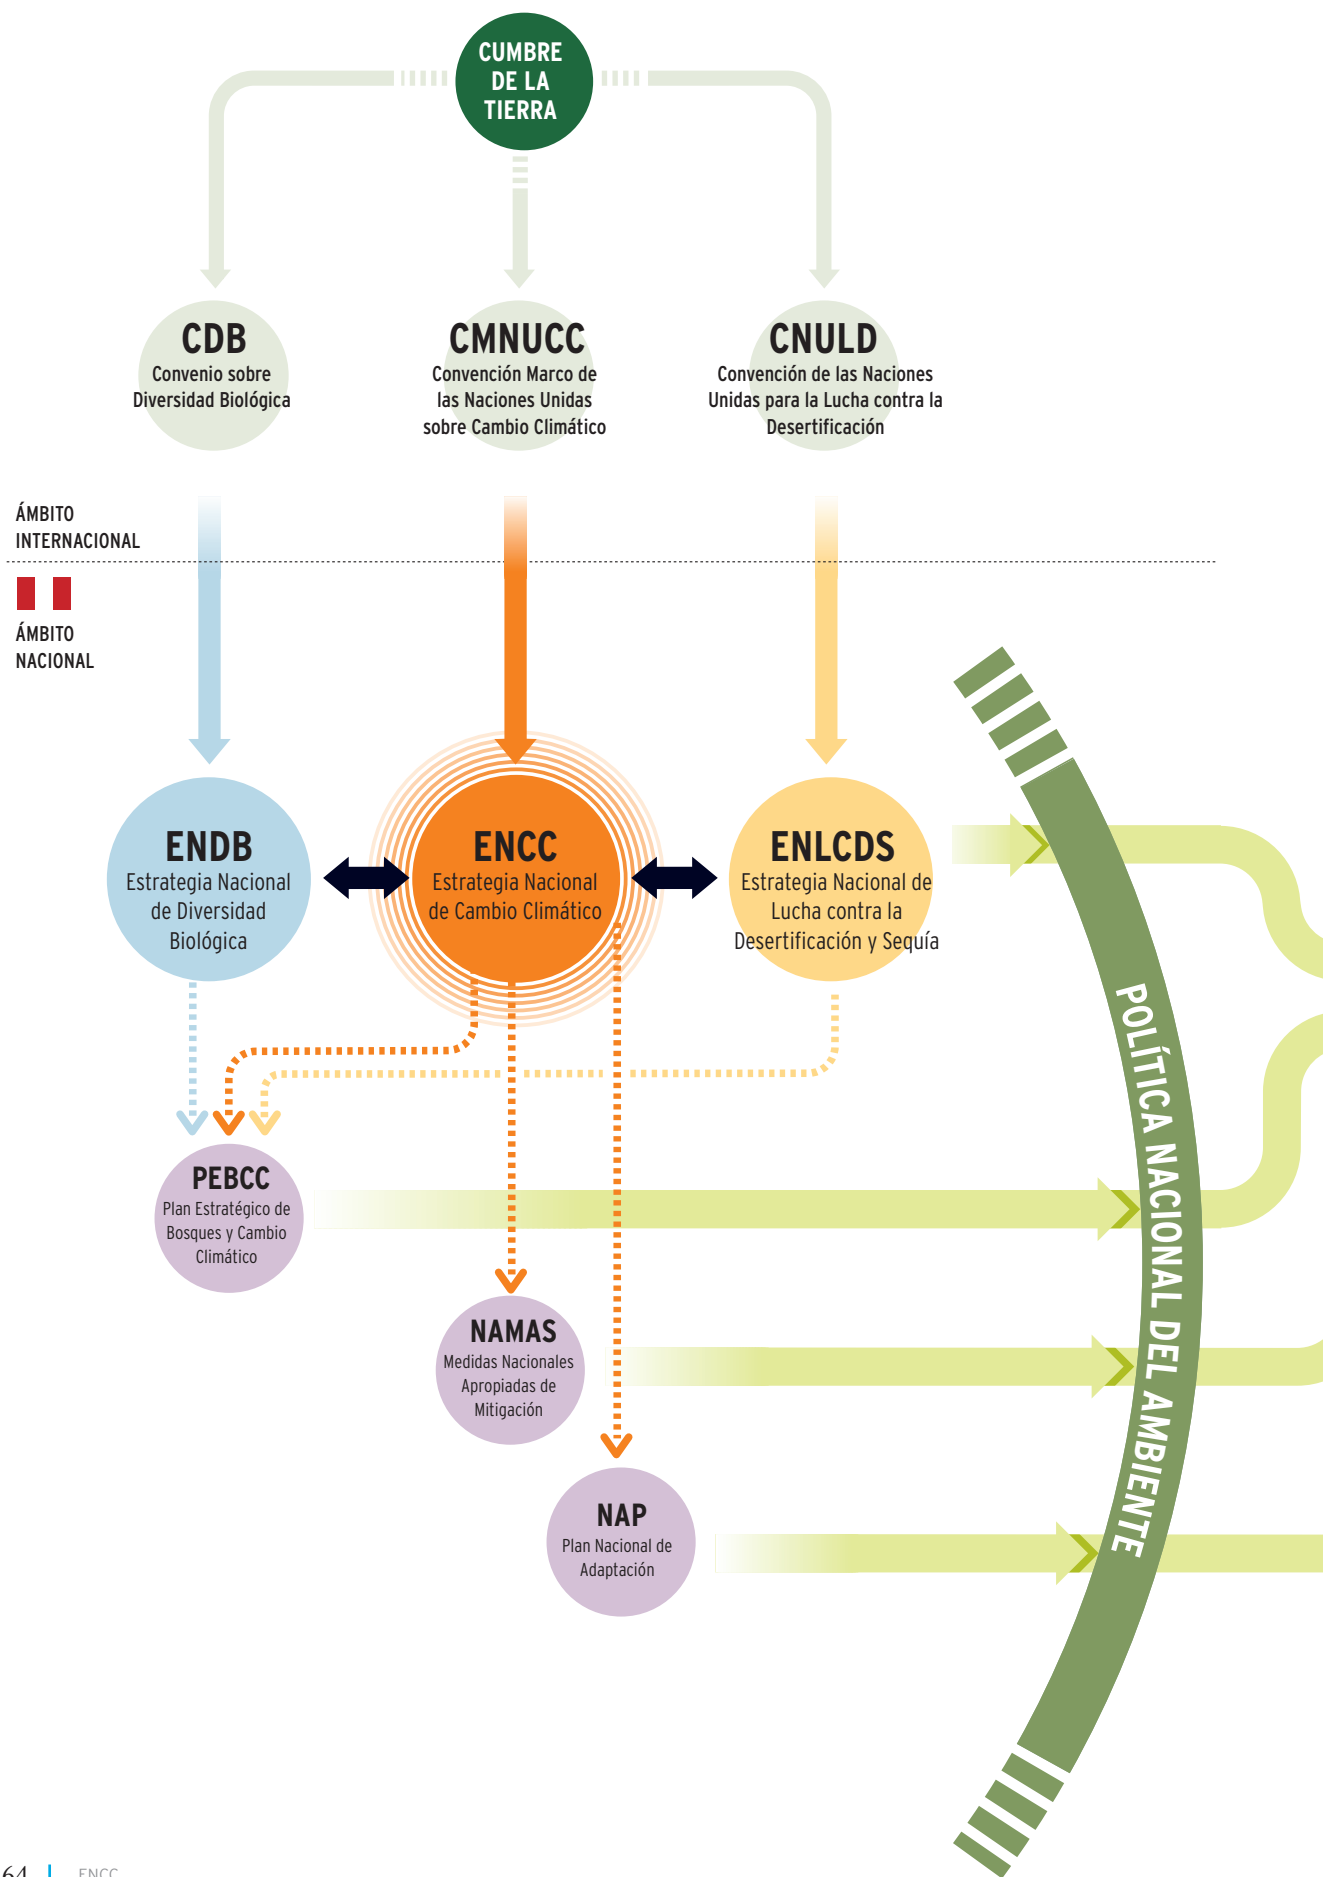 CUMBRE
DE LA
TIERRA
CDB
Convenio sobre
Diversidad Biológica
CMNUCC
Convención Marco de
las Naciones Unidas
sobre Cambio Climático
CNULD
Convención de las Naciones
Unidas para la Lucha contra la
Desertificación
ÁMBITO
INTERNACIONAL
ÁMBITO
NACIONAL
ENDB
Estrategia Nacional
de Diversidad
Biológica
ENCC
Estrategia Nacional
de Cambio Climático
ENLCDS
Estrategia Nacional de
Lucha contra la
Desertificación y Sequía
POLÍTICA NACIONAL DEL AMBIENTE
PEBCC
Plan Estratégico de
Bosques y Cambio
Climático
NAMAS
Medidas Nacionales
Apropiadas de
Mitigación
NAP
Plan Nacional de
Adaptación
64
ENCC